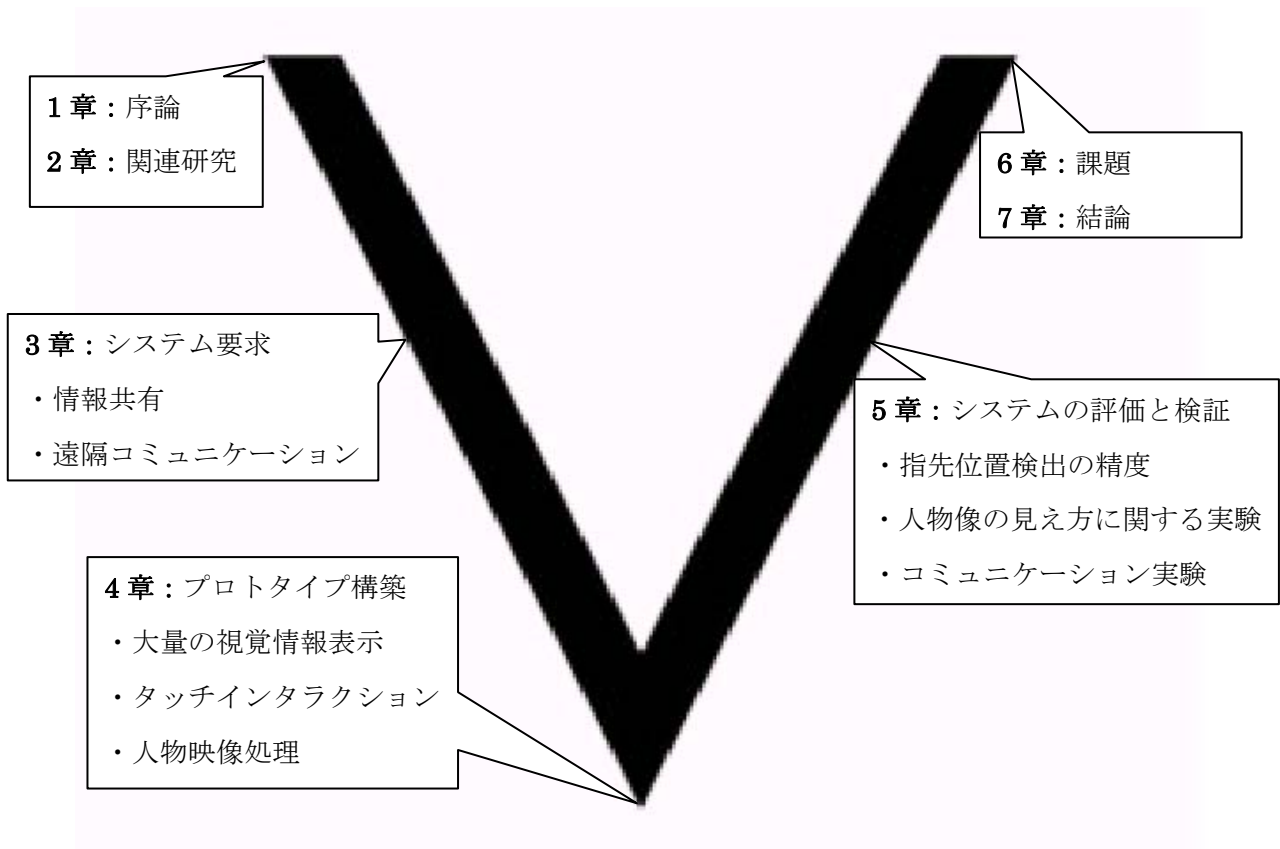 1章：序論
2章：関連研究
3章：システム要求
・情報共有
・遠隔コミュニケーション
4章：プロトタイプ構築
・大量の視覚情報表示
・タッチインタラクション
・人物映像処理
5章：システムの評価と検証
・指先位置検出の精度
・人物像の見え方に関する実験
・コミュニケーション実験
6章：課題
7章：結論